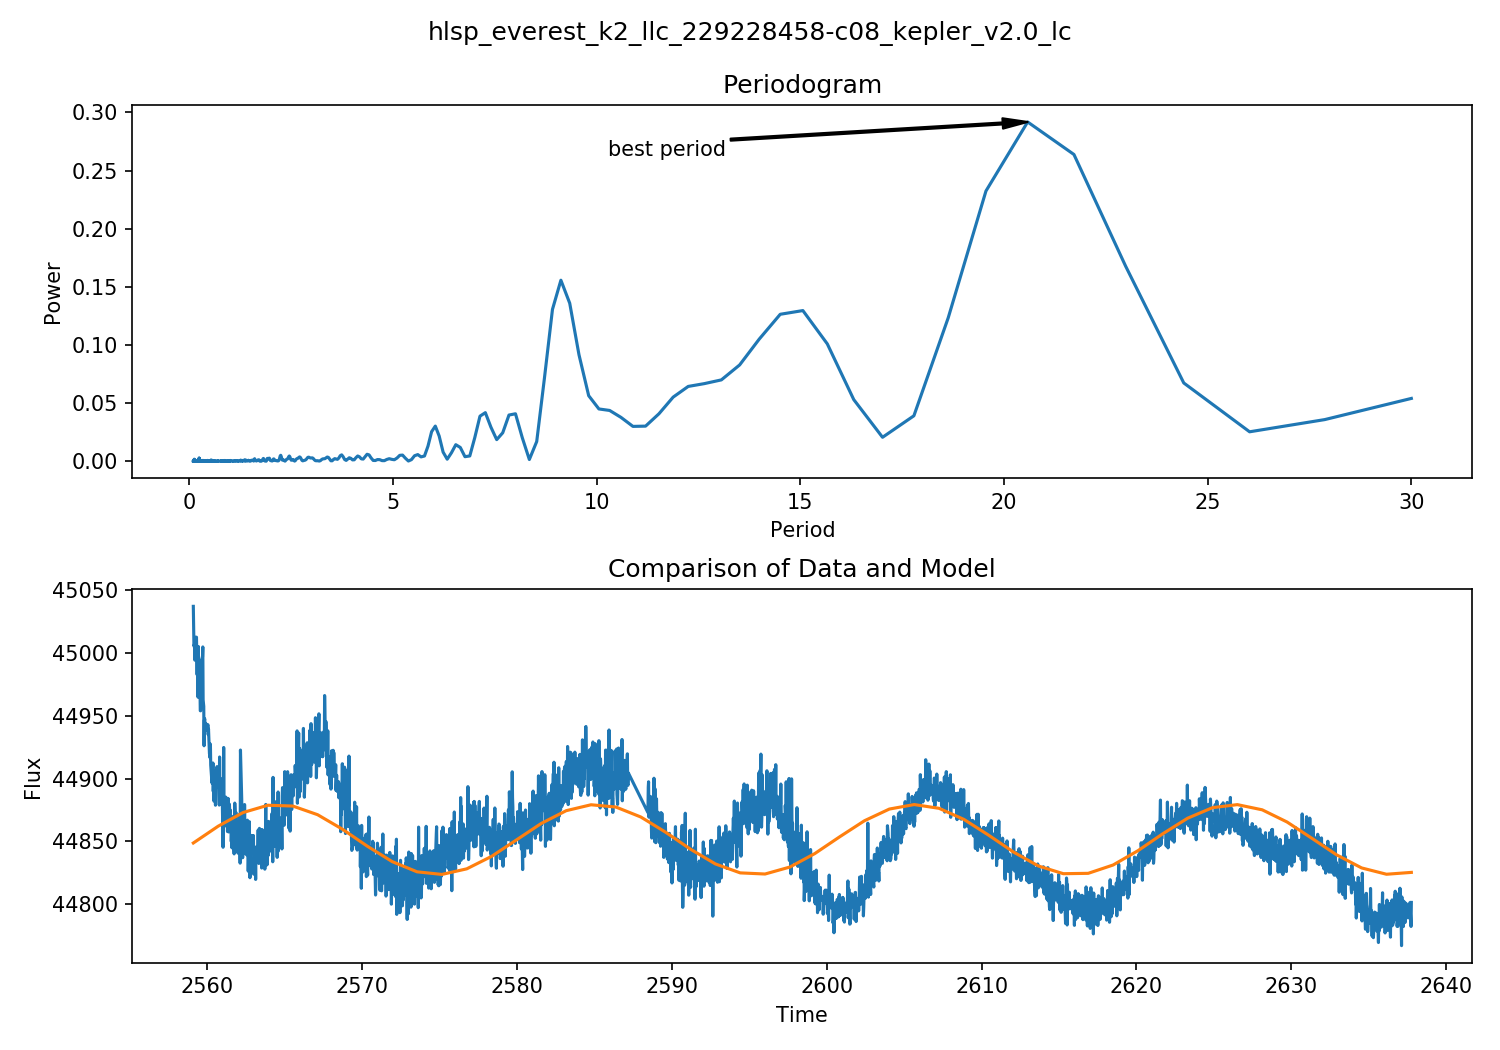 hlsp_everest_k2_llc_229228458-c08_kepler_v2.0_lc
Periodogram
0.30
0.25
0.20
0.15
0.10
0.05
0.00
Power
best period
0 5 10 15 20 25 30
Period
Comparison of Data and Model
45050
45000
44950
44900
44850
44800
Flux
2560 2570 2580 2590 2600 2610 2620 2630 2640
Time